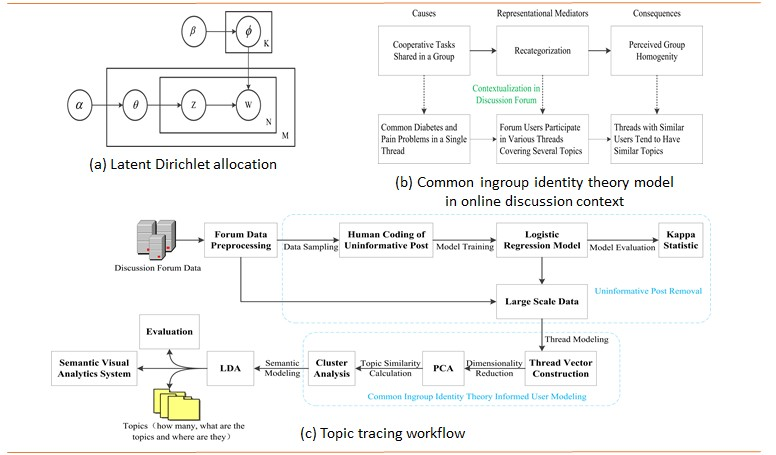 β
ϕ
K
α
θ
Z
W
N
M
(a) Latent Dirichlet allocation
Causes
Representational Mediators
Consequences
Cooperative Tasks
Shared in a Group
Recategorization
Perceived Group
Homogenity
Contextualization in
Discussion Forum
Common Diabetes and
Pain Problems in a Single
Thread
Forum Users Participate
in Various Threads
Covering Several Topics
Threads with Similar
Users Tend to Have
Similar Topics
(b) Common ingroup identity theory model
in online discussion context
Discussion Forum Data
Forum Data
Preprocessing
Data Sampling
Human Coding of
Uninformative Post
Model Training
Logistic
Regression Model
Model Evaluation
Kappa
Statistic
Uninformative Post Removal
Large Scale Data
Thread Modeling
Evaluation
Semantic Visual
Analytics System
LDA
Semantic
Modeling
Cluster
Analysis
Topic Similarity
Calculation
PCA
Dimensionality
Reduction
Thread Vector
Construction
Common Ingroup Identity Theory Informed User Modeling
Topics（how many, what are the
topics and where are they）
(c) Topic tracing workflow